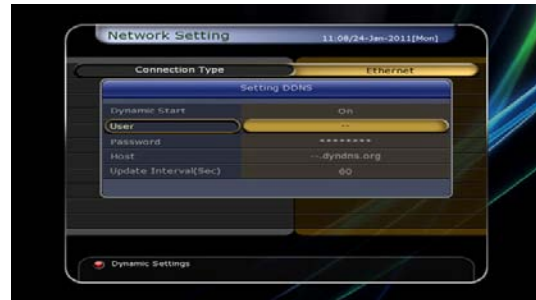 Network Setting 11:08/24-Jan-2011[Mon]
Connection Type Ethernet
Setting DDNS
Dynamic Start On
User --
Password ********
Host --.dyndns.org
Update Interval(Sec) 60
Dynamic Settings